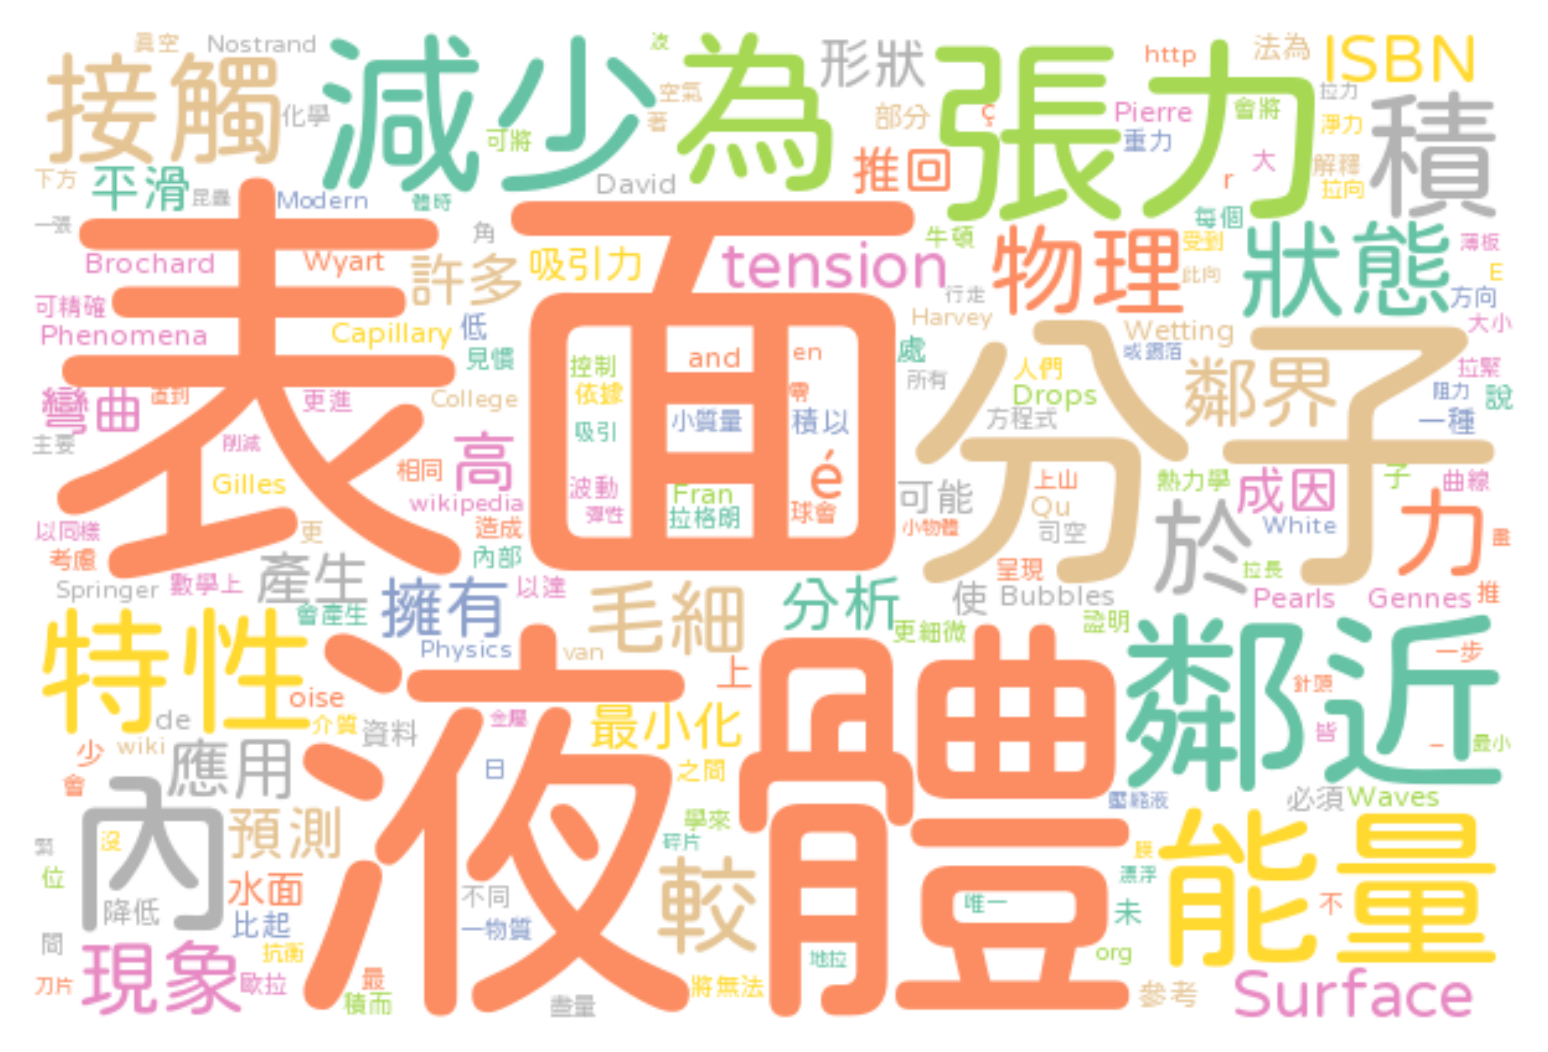 真空
Nostrand
減少
波
為
形狀
張力
http
法為
ISBN
接觸
化學
可將
空氣
著
部分
ç
Pierre
會將
拉力
淨力
積
重力
推回
大
解釋
下方
平滑
昆蟲
Modern
體時
David
r
拉向
一張
角
牛頓
每個
受到
狀態
薄板
表面
Brochard
Wyart
許多
吸引力
tension
物理
此向
E
可精確
行走
方向
Phenomena
Capillary
低
Harvey
Wetting
大小
見慣
控制
and
en
處
分子
或鋁箔
拉緊
彎曲
直到
更進
College
依據
零
所有
人們
鄰界
阻力
說
Drops
小質量
積以
方程式
一種
主要
削減
高
吸引
相同
é
上山
熱力學
成因
子
曲線
Gilles
wikipedia
波動
Fran
可能
Qu
於
力
彈性
拉格朗
球會
小物體
司空
White
以同樣
更
造成
畫
考慮
內部
呈現
拉長
Springer
數學上
產生
以達
毛細
分析
使
Bubbles
Pearls
Gennes
推
會產生
擁有
更細微
證明
特性
Physics
van
鄰近
一步
液體
上
oise
針頭
de
介質
資料
金屬
最小化
皆
最小
少
wiki
應用
日
之間
會
壓縮液
必須
Waves
內
預測
學來
能量
緊
沒
碎片
膜
位
水面
較
漂浮
降低
比起
不同
唯一
未
不
間
一物質
現象
抗衡
地拉
org
刀片
歐拉
最
將無法
參考
Surface
積而
盡量